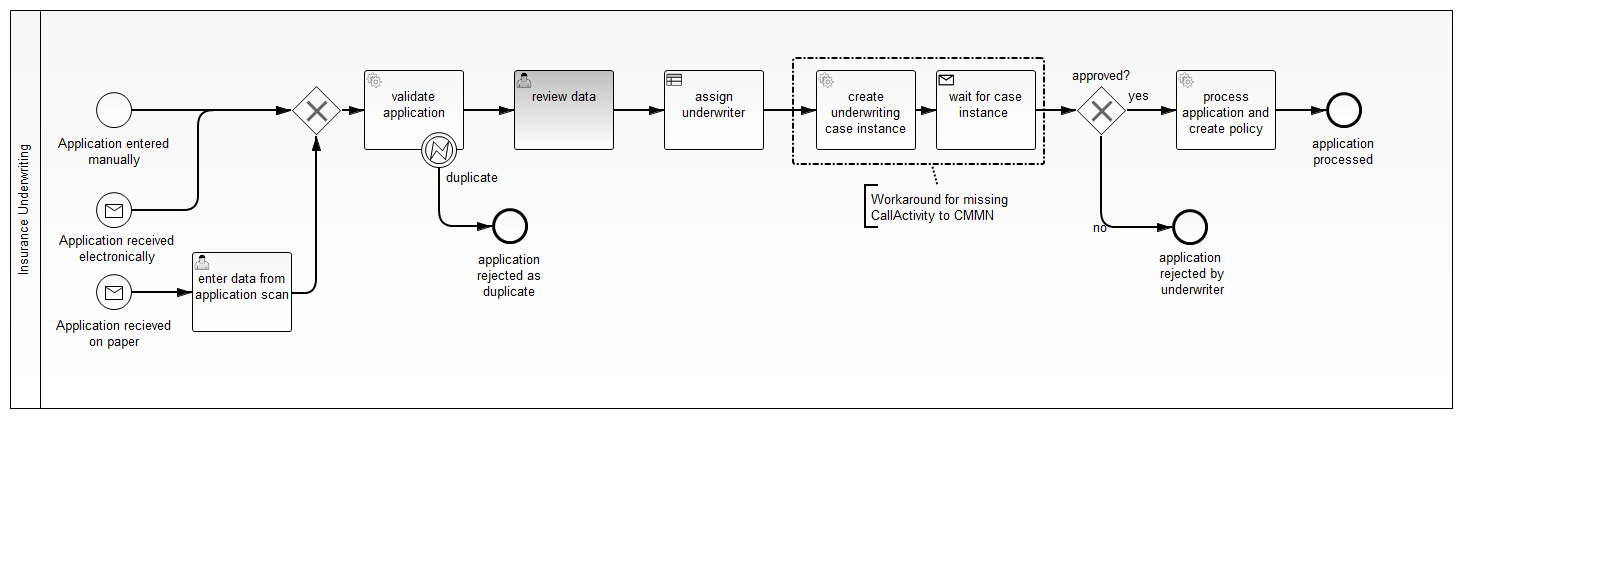 Insurance Underwriting
Application entered
manually
Application received
electronically
Application recieved
on paper
enter data from
application scan
validate
application
duplicate
application
rejected as
duplicate
review data
assign
underwriter
create
underwriting
case instance
wait for case
instance
Workaround for missing
CallActivity to CMMN
approved?
yes
no
process
application and
create policy
application
processed
application
rejected by
underwriter